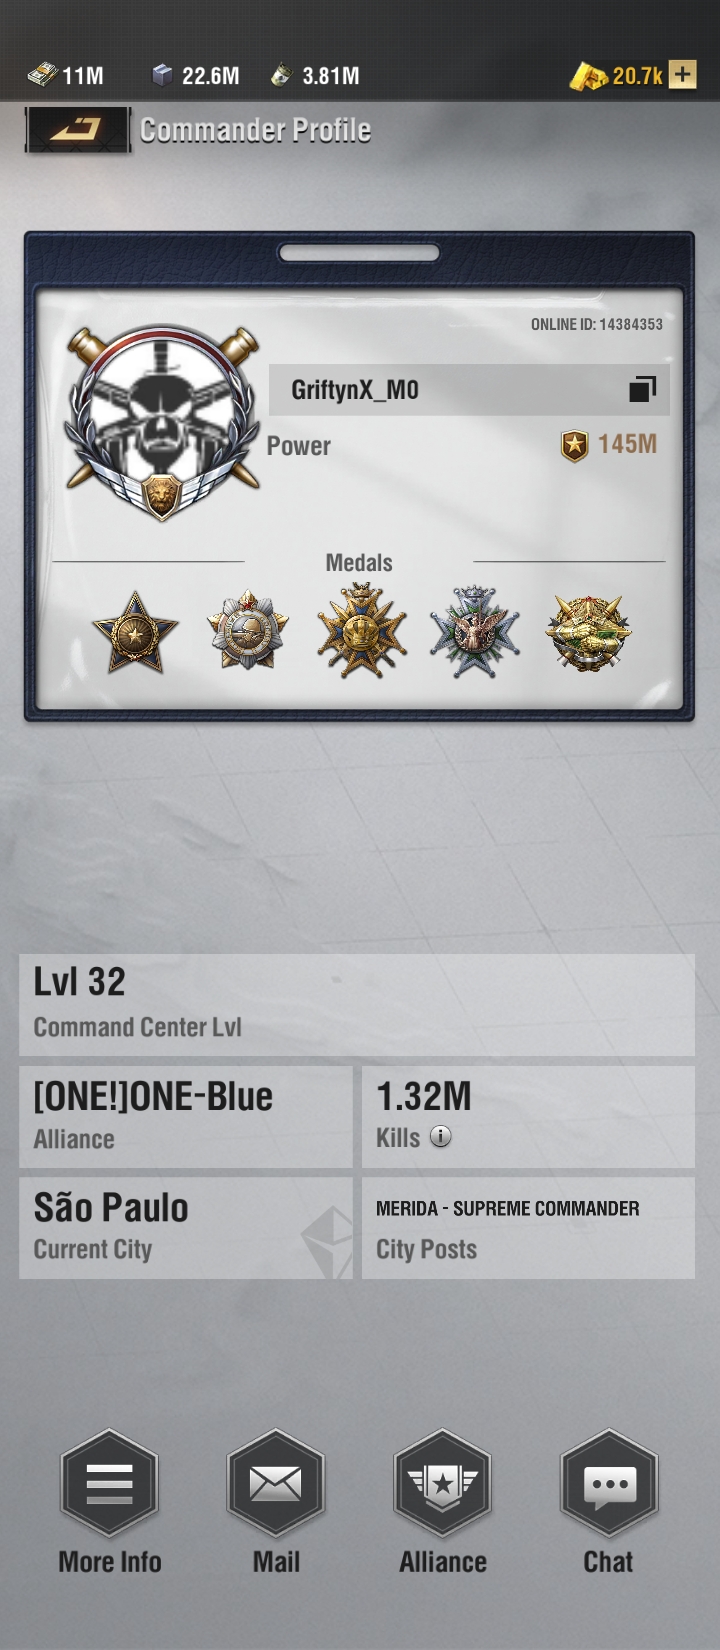 11M 22.6M 3.81M 20.7k
Commander Profile
ONLINE ID: 14384353
GriftynX_M0
Power 145M
Medals
Lvl 32
Command Center Lvl
[ONE!]ONE-Blue 1.32M
Alliance Kills
São Paulo MERIDA - SUPREME COMMANDER
Current City City Posts
More Info Mail Alliance Chat